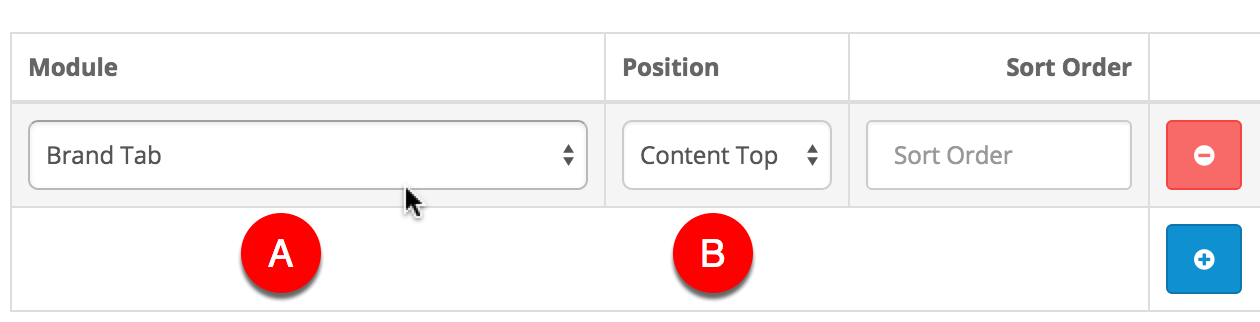 Module Position Sort Order
Brand Tab Content Top Sort Order
A B